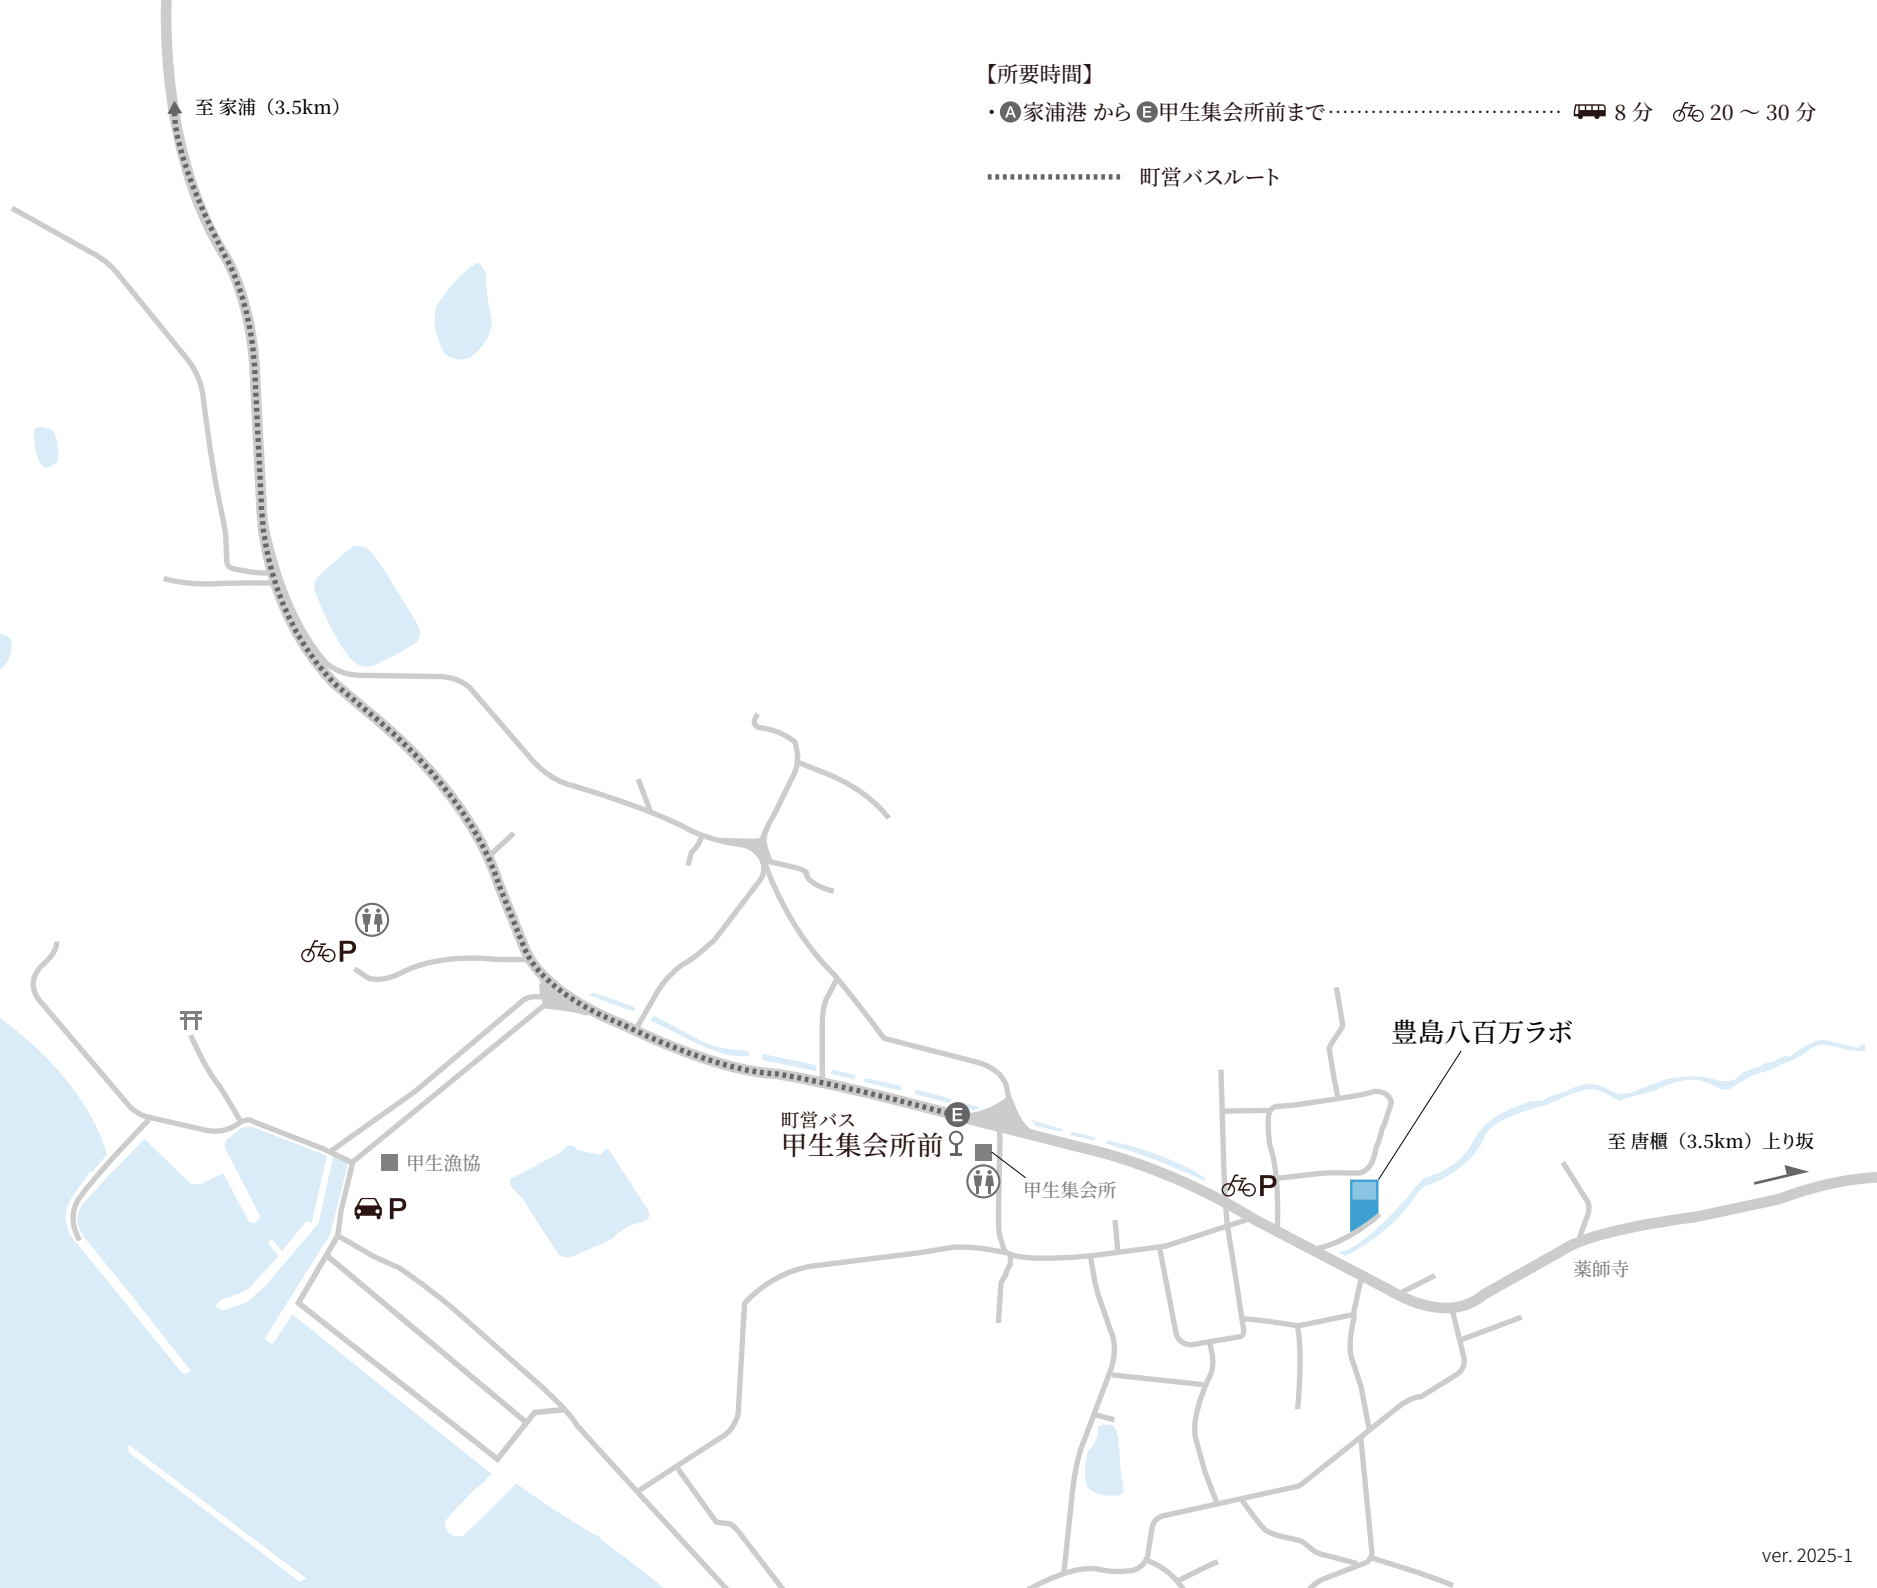 【所要時間】
・A家浦港 から E甲生集会所前まで…………………………… 8 分 20 ～ 30 分
町営バスルート
至 家浦（3.5km）
P
甲生漁協
P
町営バス
甲生集会所前
E
甲生集会所
P
豊島八百万ラボ
至 唐櫃（3.5km）上り坂
薬師寺
ver. 2025-1